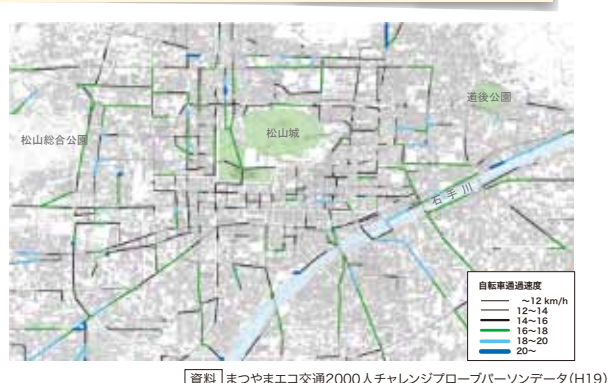 道後公園
松山城
松山総合公園
石手川
自転車通過速度
～12 km/h
12～14
14～16
16～18
18～20
20～
資料 まつやまエコ交通2000人チャレンジプローブパーソンデータ(H19)